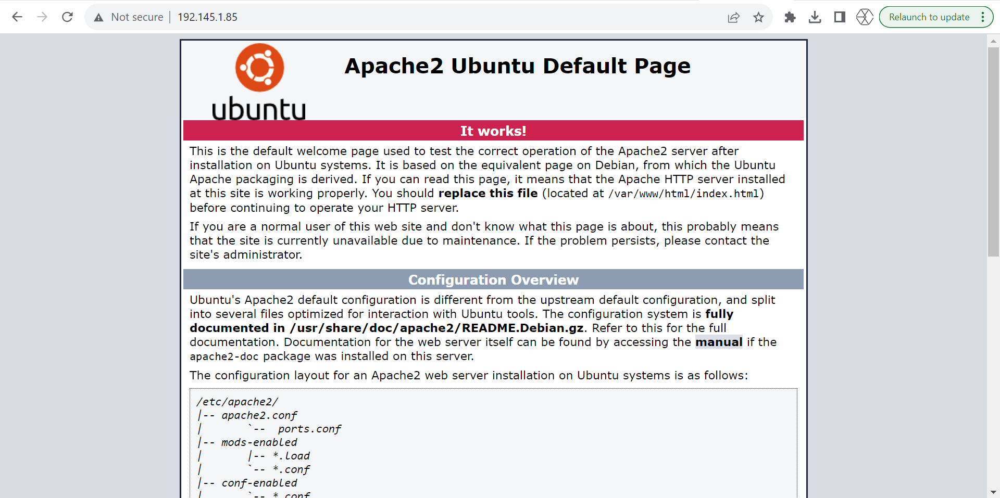 Not secure
192.145.1.85
Relaunch to update
ubuntu
Apache2 Ubuntu Default Page
It works!
This is the default welcome page used to test the correct operation of the Apache2 server after
installation on Ubuntu systems. It is based on the equivalent page on Debian, from which the Ubuntu
Apache packaging is derived. If you can read this page, it means that the Apache HTTP server installed
at this site is working properly. You should replace this file (located at /var/www/html/index.html)
before continuing to operate your HTTP server.
If you are a normal user of this web site and don't know what this page is about, this probably means
that the site is currently unavailable due to maintenance. If the problem persists, please contact the
site's administrator.
Configuration Overview
Ubuntu's Apache2 default configuration is different from the upstream default configuration, and split
into several files optimized for interaction with Ubuntu tools. The configuration system is fully
documented in /usr/share/doc/apache2/README.Debian.gz. Refer to this for the full
documentation. Documentation for the web server itself can be found by accessing the manual if the
apache2-doc package was installed on this server.
The configuration layout for an Apache2 web server installation on Ubuntu systems is as follows:
/etc/apache2/
|-- apache2.conf
|       `--  ports.conf
|-- mods-enabled
|       |-- *.load
|       `-- *.conf
|-- conf-enabled
|       `-- *.conf